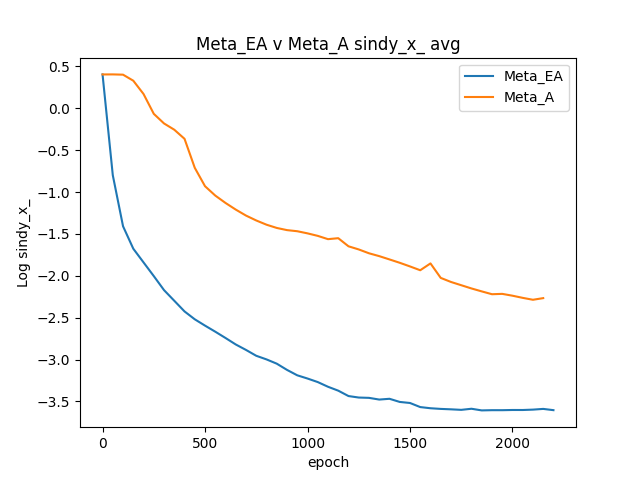 Meta_EA v Meta_A sindy_x_ avg
Meta_EA
Meta_A
Log sindy_x_
0.5
0.0
−0.5
−1.0
−1.5
−2.0
−2.5
−3.0
−3.5
0 500 1000 1500 2000
epoch